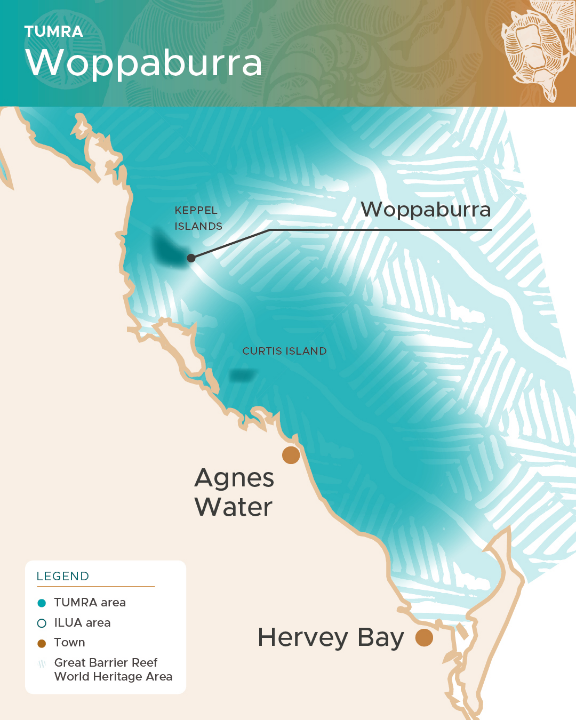 TUMRA
Woppaburra
KEPPEL
ISLANDS
Woppaburra
CURTIS ISLAND
Agnes
Water
Hervey Bay
LEGEND
TUMRA area
ILUA area
Town
Great Barrier Reef
World Heritage Area